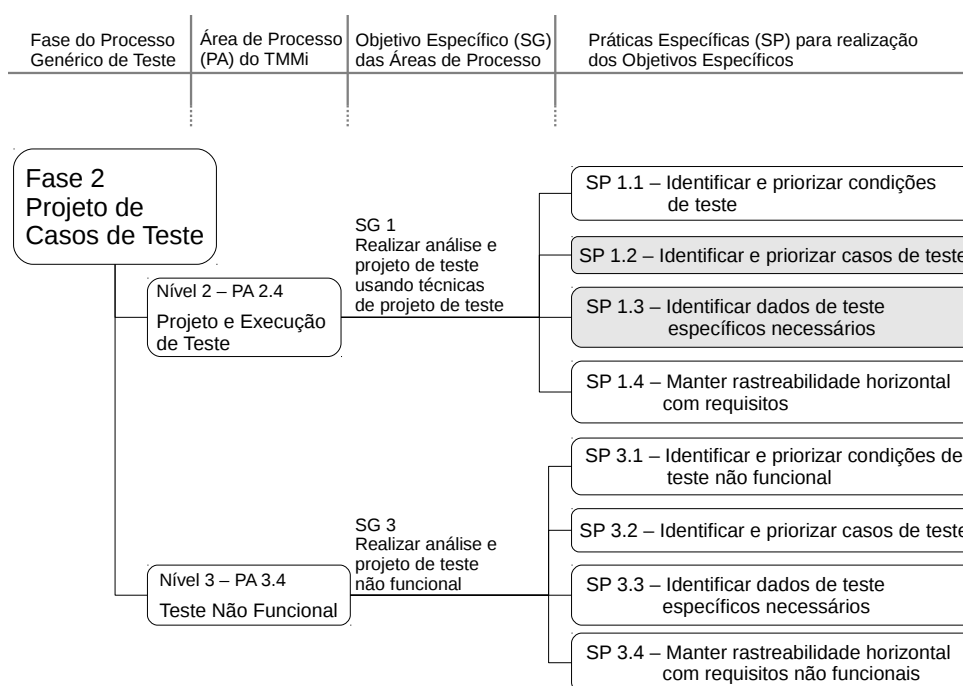 Fase do Processo
Genérico de Teste
Área de Processo
(PA) do TMMi
Objetivo Específico (SG)
das Áreas de Processo
Práticas Específicas (SP) para realização
dos Objetivos Específicos
Fase 2
Projeto de
Casos de Teste
Nível 2 – PA 2.4
Projeto e Execução
de Teste
SG 1
Realizar análise e
projeto de teste
usando técnicas
de projeto de teste
SP 1.1 – Identificar e priorizar condições
de teste
SP 1.2 – Identificar e priorizar casos de teste
SP 1.3 – Identificar dados de teste
específicos necessários
SP 1.4 – Manter rastreabilidade horizontal
com requisitos
Nível 3 – PA 3.4
Teste Não Funcional
SG 3
Realizar análise e
projeto de teste
não funcional
SP 3.1 – Identificar e priorizar condições de
teste não funcional
SP 3.2 – Identificar e priorizar casos de teste
SP 3.3 – Identificar dados de teste
específicos necessários
SP 3.4 – Manter rastreabilidade horizontal
com requisitos não funcionais